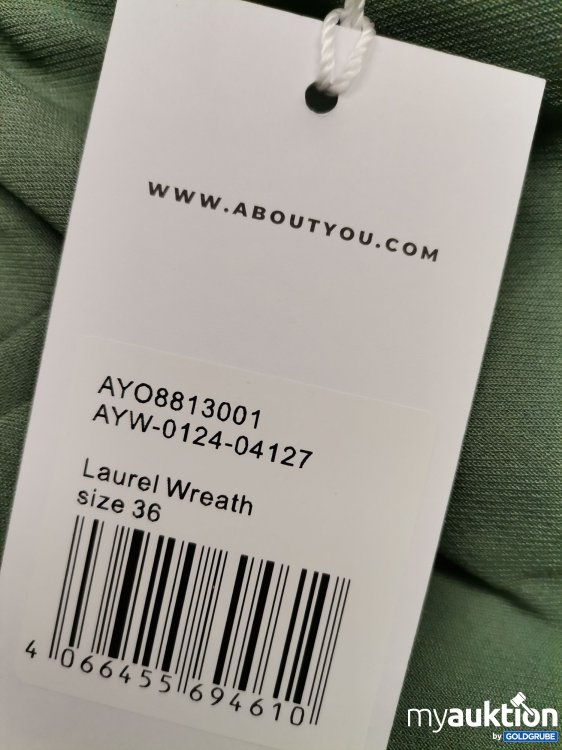 WWW.ABOUTYOU.COM
AYO8813001
AYW-0124-04127
Laurel Wreath
size 36
4 066455 694610
myauktion
by GOLDGRUBE